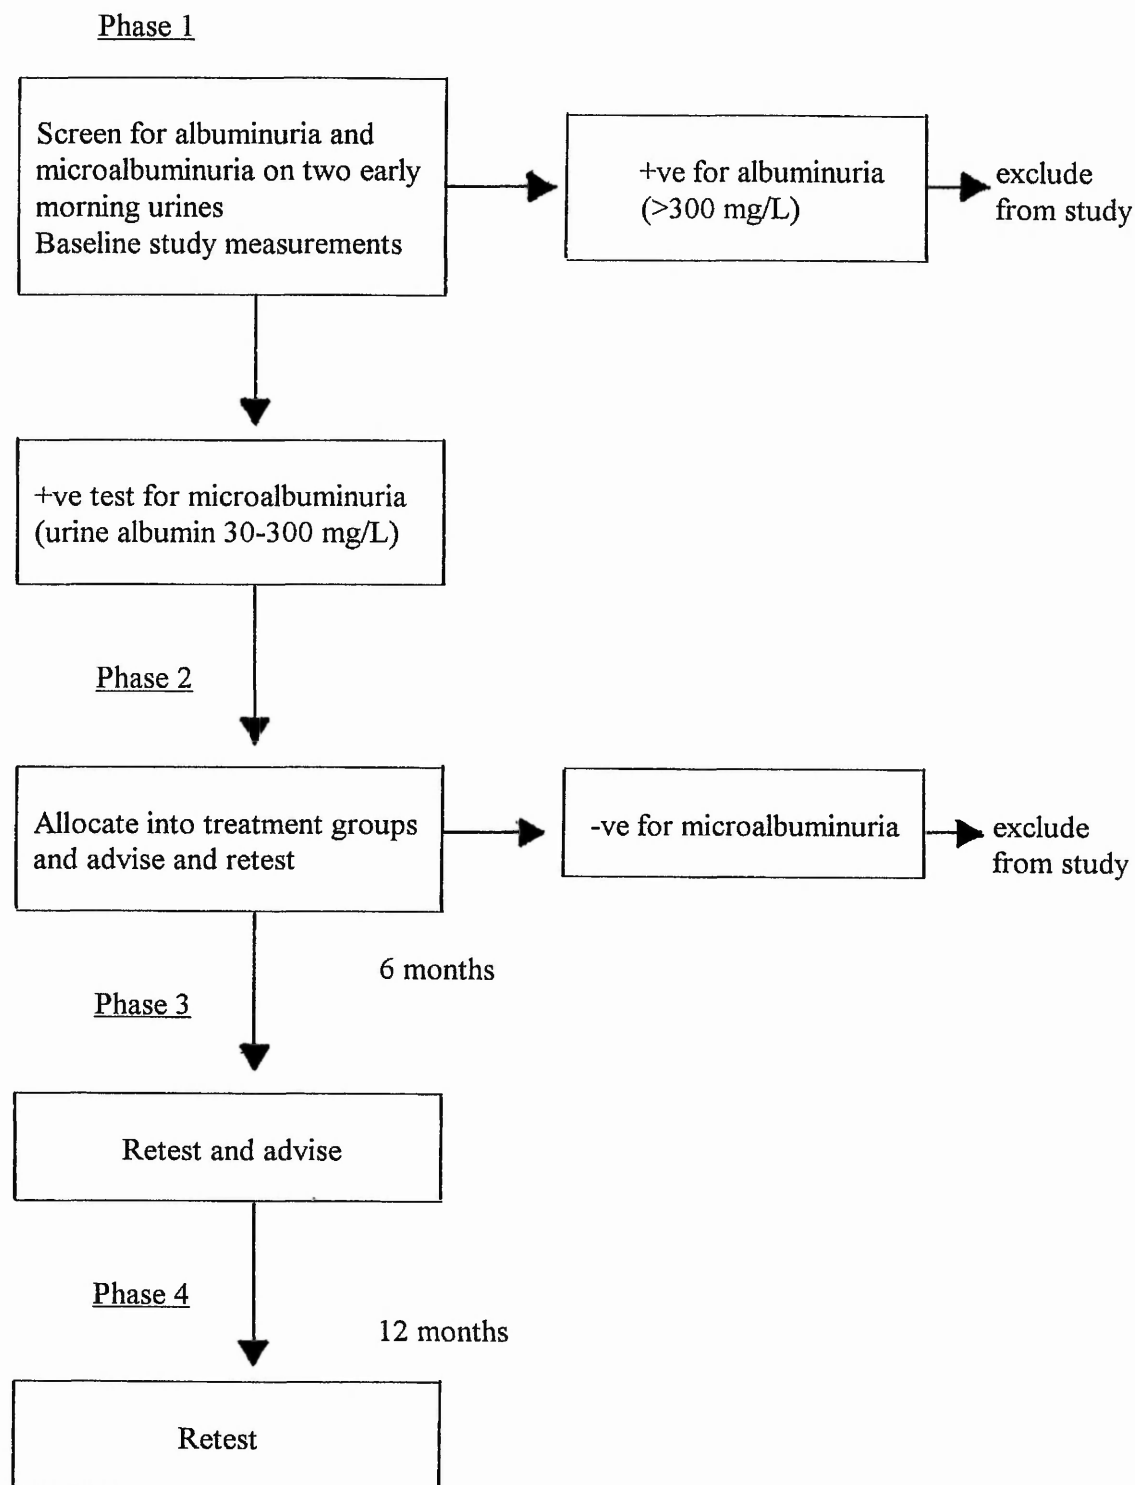 Phase 1
Screen for albuminuria and
microalbuminuria on two early
morning urines
Baseline study measurements
+ve for albuminuria
(>300 mg/L)
exclude
from study
+ve test for microalbuminuria
(urine albumin 30-300 mg/L)
Phase 2
Allocate into treatment groups
and advise and retest
-ve for microalbuminuria
exclude
from study
6 months
Phase 3
Retest and advise
Phase 4
12 months
Retest